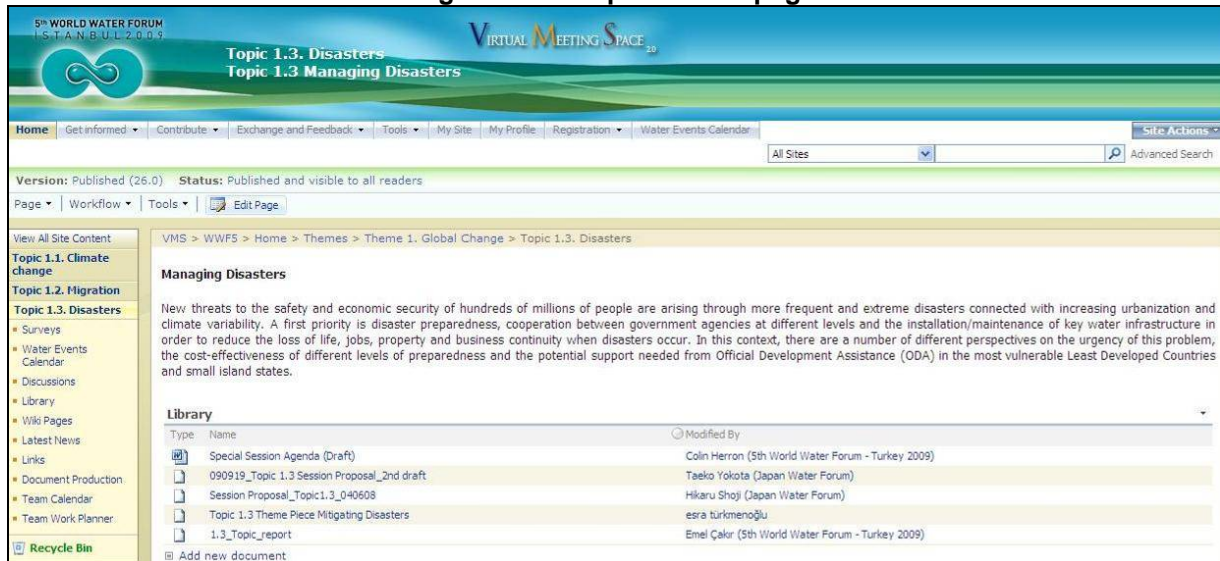 5th WORLD WATER FORUM
ISTANBUL2009
VIRTUAL MEETING SPACE 2.0
Topic 1.3. Disasters
Topic 1.3 Managing Disasters
Home Get informed Contribute Exchange and Feedback Tools My Site My Profile Registration Water Events Calendar Site Actions
All Sites Advanced Search
Version: Published (26.0) Status: Published and visible to all readers
Page Workflow Tools Edit Page
View All Site Content
VMS > WWF5 > Home > Themes > Theme 1. Global Change > Topic 1.3. Disasters
Topic 1.1. Climate
change
Topic 1.2. Migration
Topic 1.3. Disasters
Surveys
Water Events
Calendar
Discussions
Library
Wiki Pages
Latest News
Links
Document Production
Team Calendar
Team Work Planner
Recycle Bin
Managing Disasters
New threats to the safety and economic security of hundreds of millions of people are arising through more frequent and extreme disasters connected with increasing urbanization and
climate variability. A first priority is disaster preparedness, cooperation between government agencies at different levels and the installation/maintenance of key water infrastructure in
order to reduce the loss of life, jobs, property and business continuity when disasters occur. In this context, there are a number of different perspectives on the urgency of this problem,
the cost-effectiveness of different levels of preparedness and the potential support needed from Official Development Assistance (ODA) in the most vulnerable Least Developed Countries
and small island states.
Library
Type Name Modified By
Special Session Agenda (Draft) Colin Herron (5th World Water Forum - Turkey 2009)
090919_Topic 1.3 Session Proposal_2nd draft Taeko Yokota (Japan Water Forum)
Session Proposal_Topic1.3_040608 Hikaru Shoji (Japan Water Forum)
Topic 1.3 Theme Piece Mitigating Disasters esra türkmenoğlu
1.3_Topic_report Emel Çakır (5th World Water Forum - Turkey 2009)
Add new document